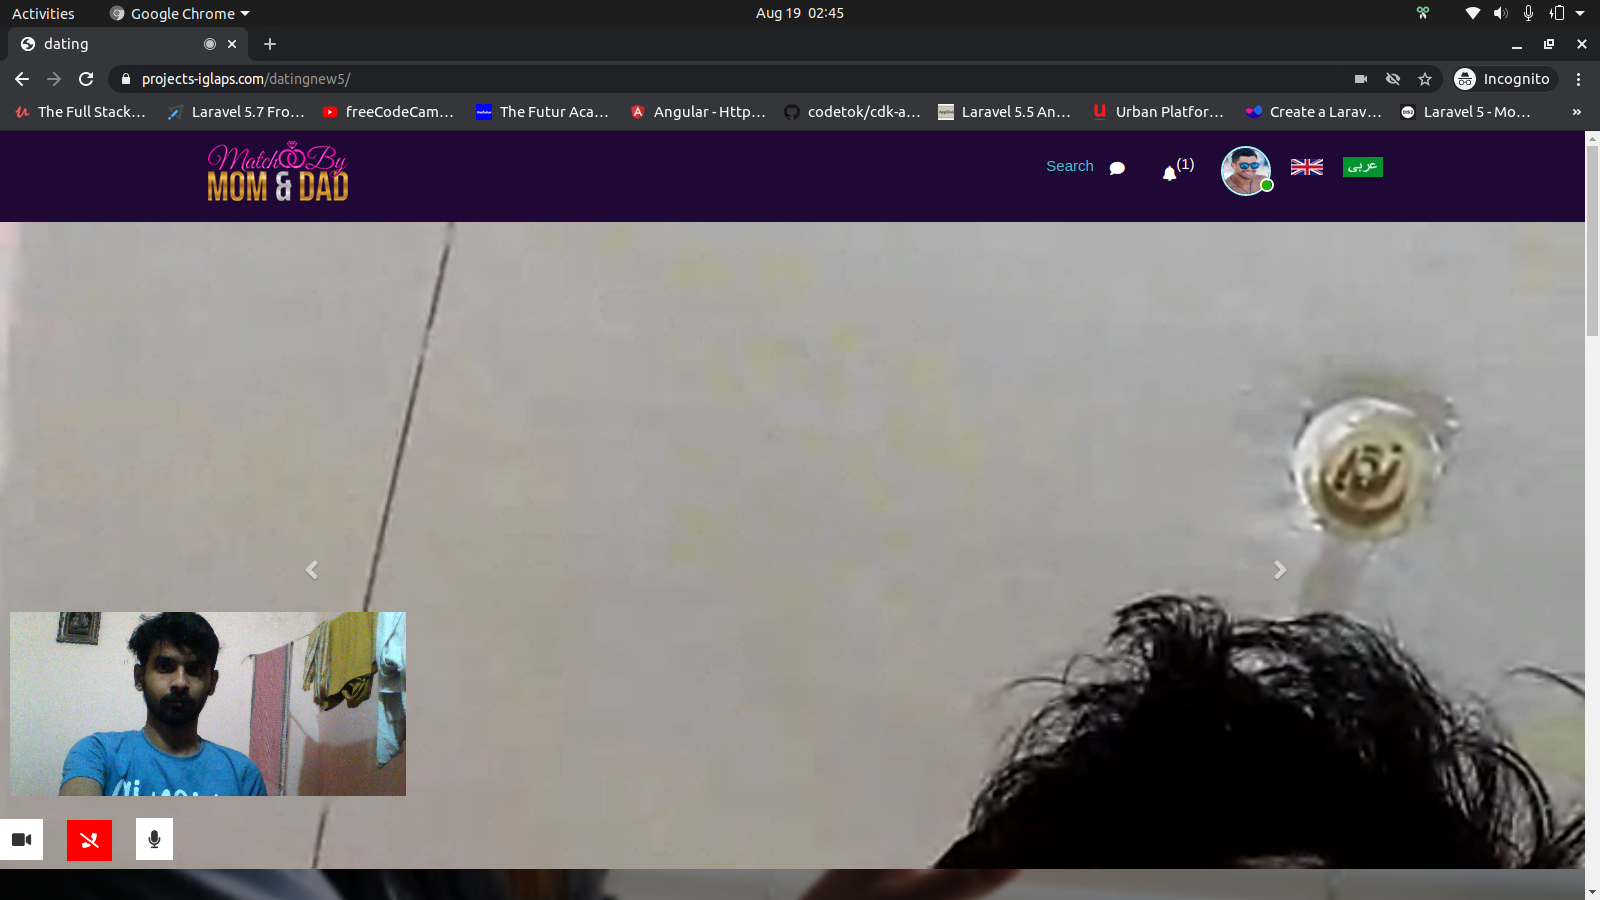 Activities
Google Chrome
Aug 19 02:45
dating
projects-iglaps.com/datingnew5/
Incognito
The Full Stack...
Laravel 5.7 Fro...
freeCodeCam...
The Futur Aca...
Angular - Http...
codetok/cdk-a...
Laravel 5.5 An...
Urban Platfor...
Create a Larav...
Laravel 5 - Mo...
»
Match By
MOM & DAD
Search
(1)
عربى